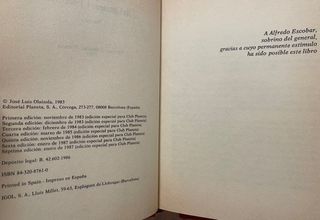 © José Luis Olaizola, 1983
Editorial Planeta, S. A., Córcega, 273-277, 08008 Barcelona (España)
Primera edición: noviembre de 1983 (edición especial para Club Planeta)
Segunda edición: diciembre de 1983 (edición especial para Club Planeta)
Tercera edición: febrero de 1984 (edición especial para Club Planeta)
Cuarta edición: marzo de 1985 (edición especial para Club Planeta)
Quinta edición: noviembre de 1986 (edición especial para Club Planeta)
Sexta edición: enero de 1987 (edición especial para Club Planeta)
Séptima edición: enero de 1987 (edición especial para Club Planeta)
Depósito legal: B. 42.602-1986
ISBN 84-320-8761-0
Printed in Spain - Impreso en España
IGOL, S. A., Lluís Millet, 59-63, Esplugues de Llobregat (Barcelona)
A Alfredo Escobar,
sobrino del general,
gracias a cuyo permanente estímulo
ha sido posible este libro